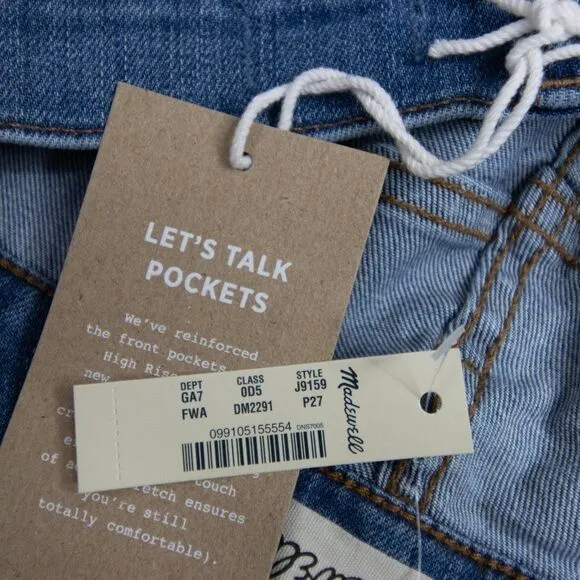 LET'S TALK
POCKETS
We've reinforced
the front pockets
High Rise
new
of touch
stretch ensures
you're still
totally comfortable).
DEPT CLASS STYLE
GA7 0D5 J9159
FWA DM2291 P27
099105155554 DNS7005
Madewell